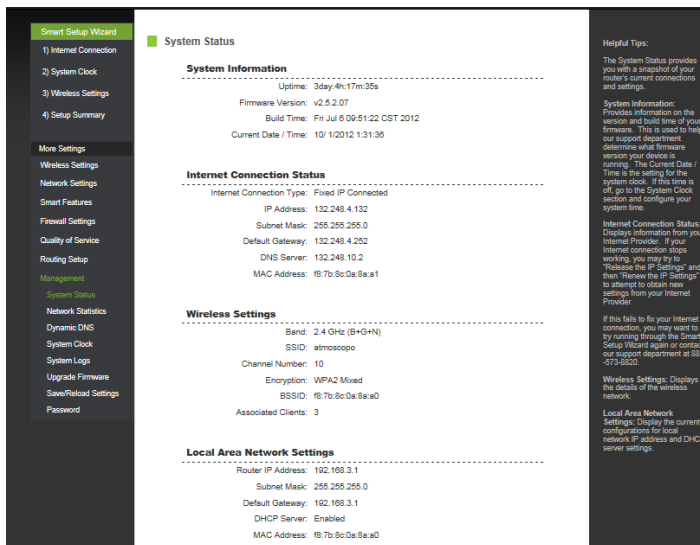 Smart Setup Wizard
1) Internet Connection
2) System Clock
3) Wireless Settings
4) Setup Summary
More Settings
Wireless Settings
Network Settings
Smart Features
Firewall Settings
Quality of Service
Routing Setup
Management
System Status
Network Statistics
Dynamic DNS
System Clock
System Logs
Upgrade Firmware
Save/Reload Settings
Password
System Status
System Information
Uptime: 3day:4h:17m:35s
Firmware Version: v2.5.2.07
Build Time: Fri Jul 6 09:51:22 CST 2012
Current Date / Time: 10/ 1/2012 1:31:36
Internet Connection Status
Internet Connection Type: Fixed IP Connected
IP Address: 132.248.4.132
Subnet Mask: 255.255.255.0
Default Gateway: 132.248.4.252
DNS Server: 132.248.10.2
MAC Address: f8:7b:8c:0a:8a:a1
Wireless Settings
Band: 2.4 GHz (B+G+N)
SSID: atmoscopo
Channel Number: 10
Encryption: WPA2 Mixed
BSSID: f8:7b:8c:0a:8a:a0
Associated Clients: 3
Local Area Network Settings
Router IP Address: 192.168.3.1
Subnet Mask: 255.255.255.0
Default Gateway: 192.168.3.1
DHCP Server: Enabled
MAC Address: f8:7b:8c:0a:8a:a0
Helpful Tips:
The System Status provides
you with a snapshot of your
router's current connections
and settings.
System Information:
Provides information on the
version and build time of your
firmware. This is used to help
our support department
determine what firmware
version your device is
running. The Current Date /
Time is the setting for the
system clock. If this time is
off, go to the System Clock
section and configure your
system time.
Internet Connection Status:
Displays information from you
Internet Provider. If your
Internet connection stops
working, you may try to
"Release the IP Settings" and
then "Renew the IP Settings"
to attempt to obtain new
settings from your Internet
Provider.
If this fails to fix your Internet
connection, you may want to
try running through the Smart
Setup Wizard again or contac
our support department at 88
-573-8820.
Wireless Settings: Displays
the details of the wireless
network.
Local Area Network
Settings: Display the current
configurations for local
network IP address and DHC
server settings.